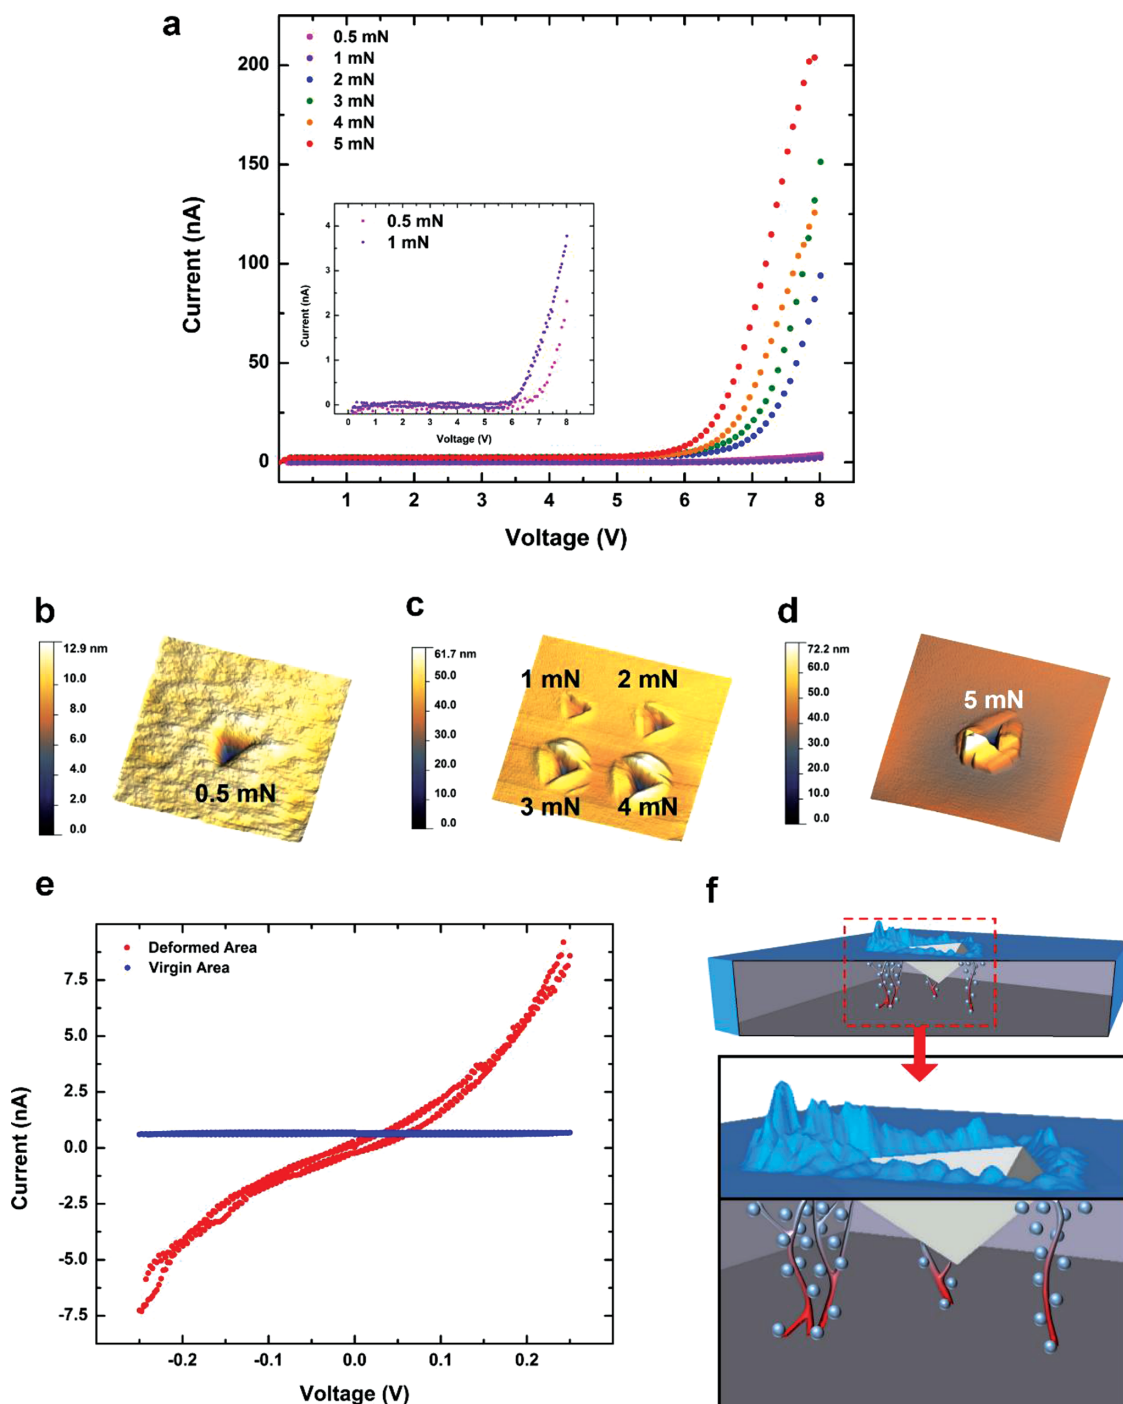 a
0.5 mN
1 mN
2 mN
3 mN
4 mN
5 mN
200
150
100
50
0
Current (nA)
1 2 3 4 5 6 7 8
Voltage (V)
0.5 mN
1 mN
4
3
2
1
0
Current (nA)
0 1 2 3 4 5 6 7 8
Voltage (V)
b
12.9 nm
10.0
8.0
6.0
4.0
2.0
0.0
0.5 mN
c
61.7 nm
50.0
40.0
30.0
20.0
10.0
0.0
1 mN 2 mN
3 mN 4 mN
d
72.2 nm
60.0
50.0
40.0
30.0
20.0
10.0
0.0
5 mN
e
Deformed Area
Virgin Area
7.5
5.0
2.5
0.0
-2.5
-5.0
-7.5
Current (nA)
-0.2 -0.1 0.0 0.1 0.2
Voltage (V)
f